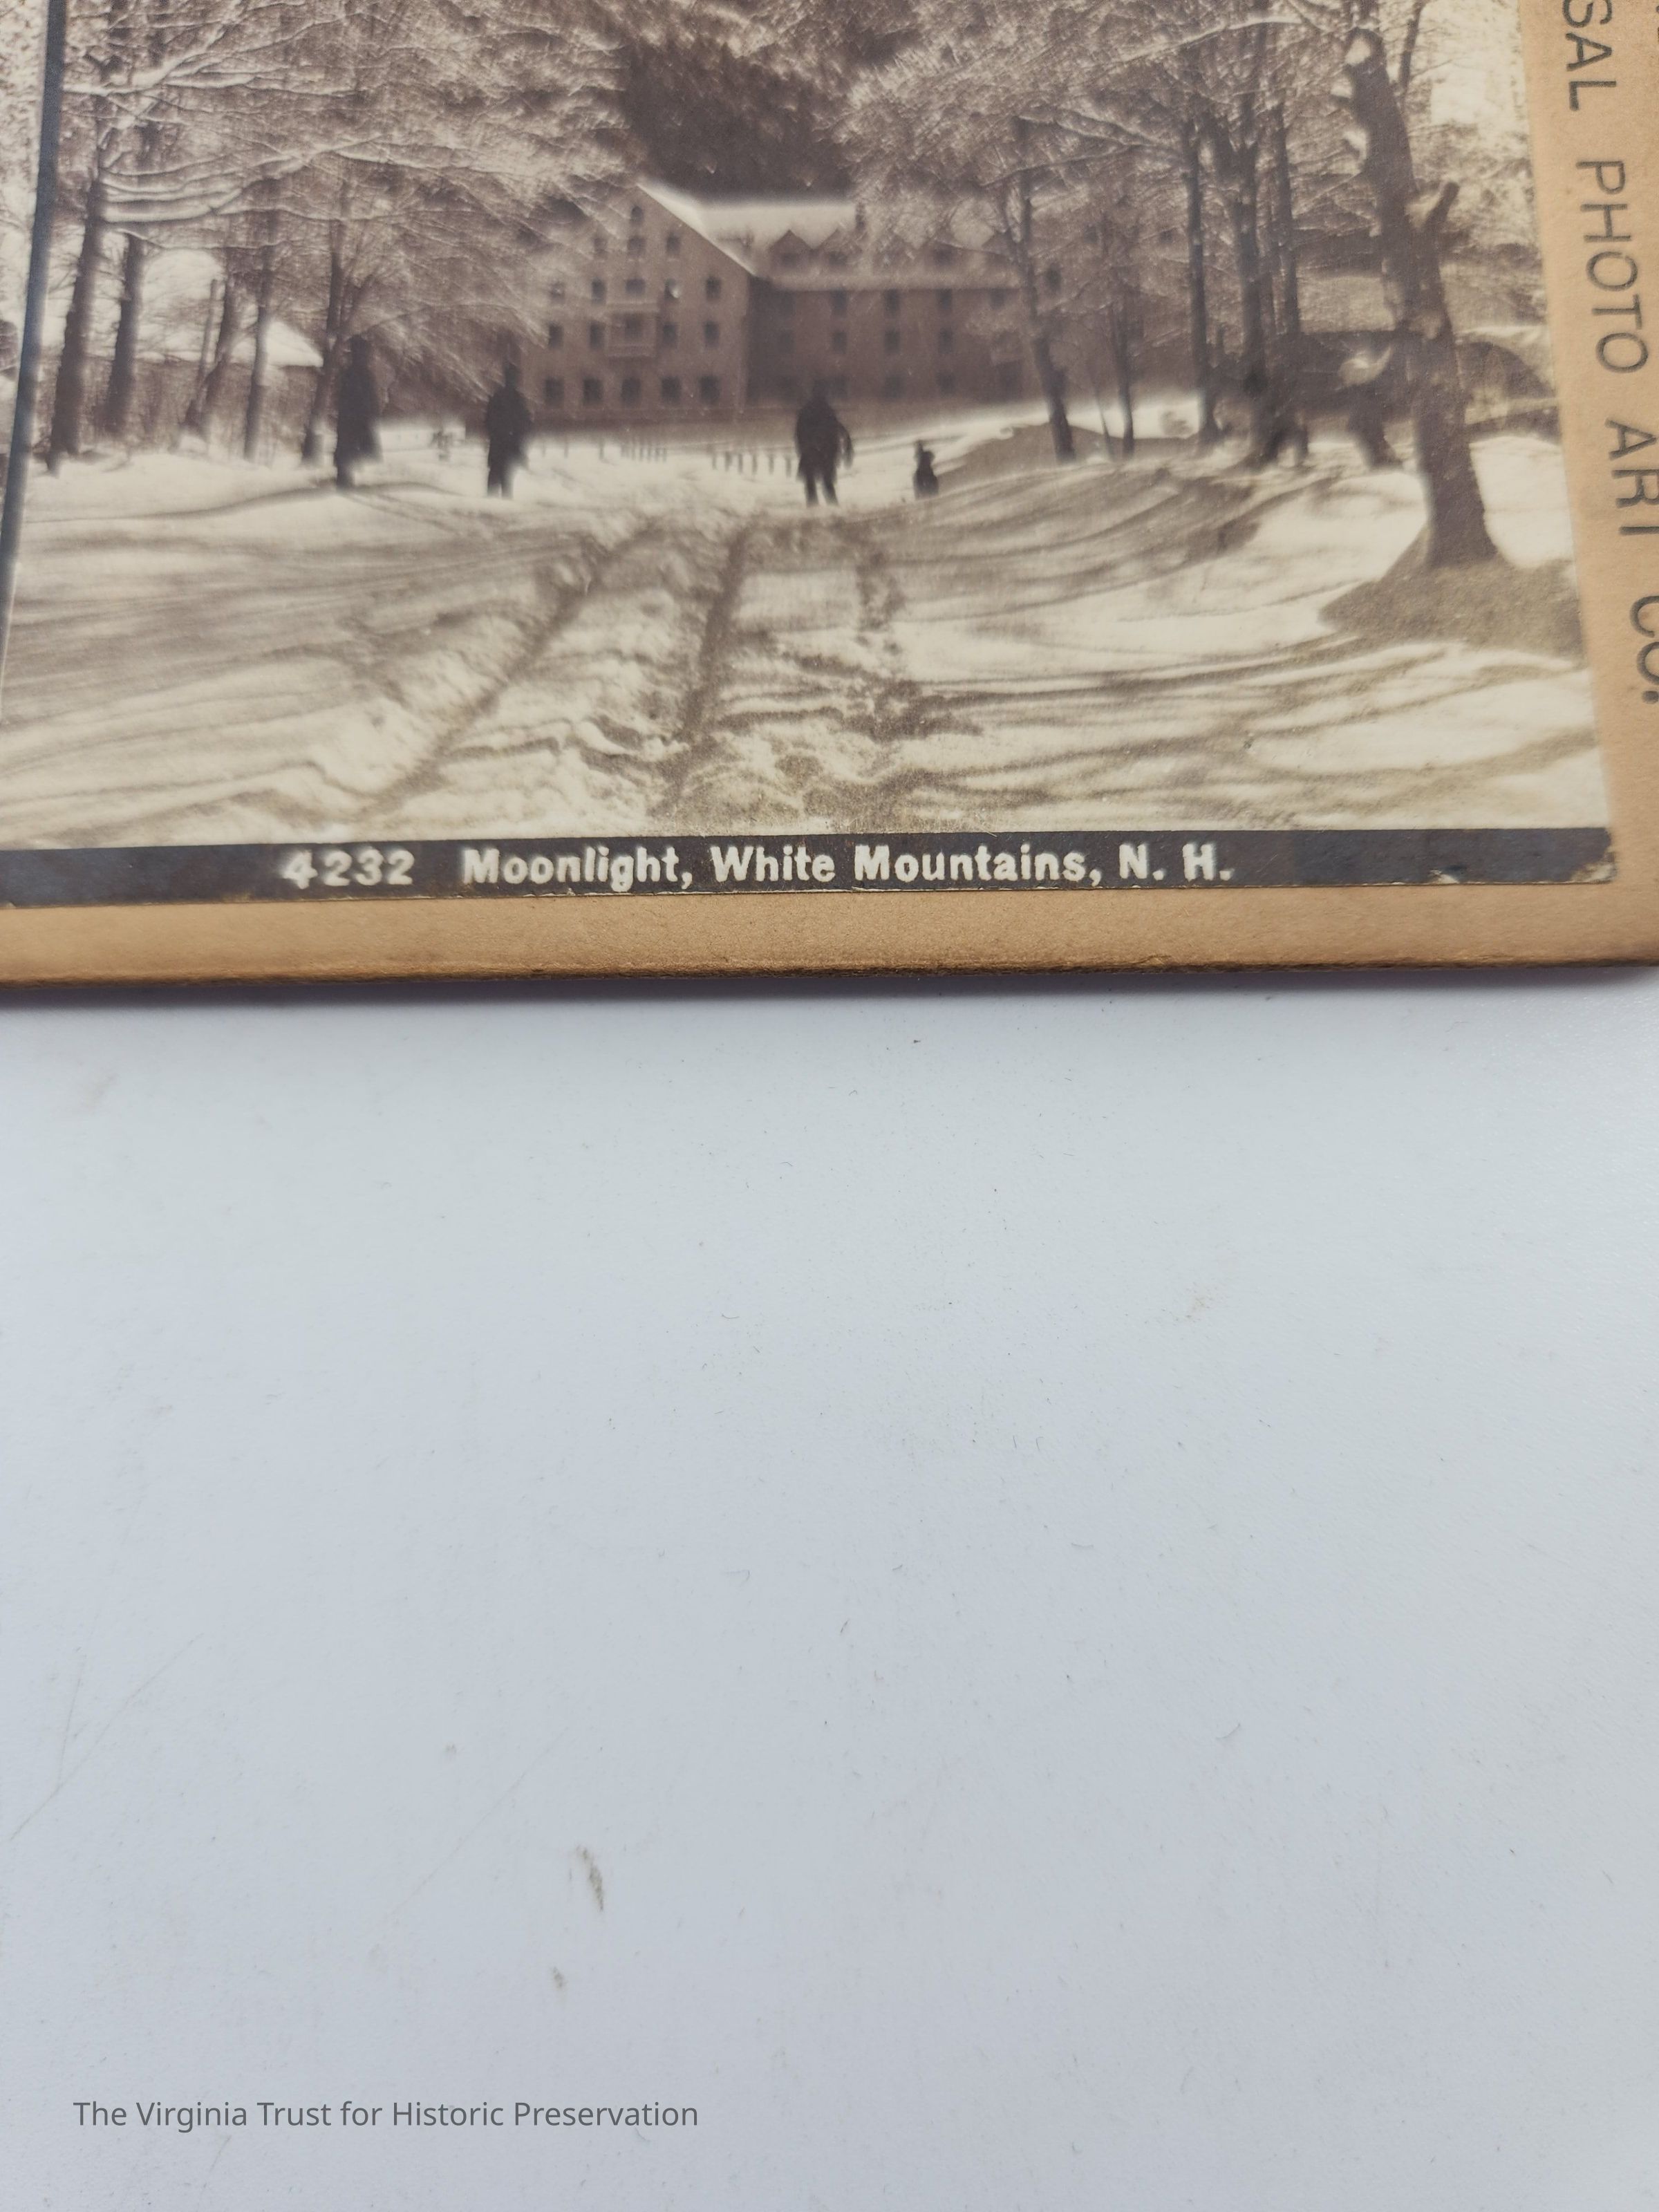 SAL PHOTO ART CO.
4232 Moonlight, White Mountains, N. H.
The Virginia Trust for Historic Preservation